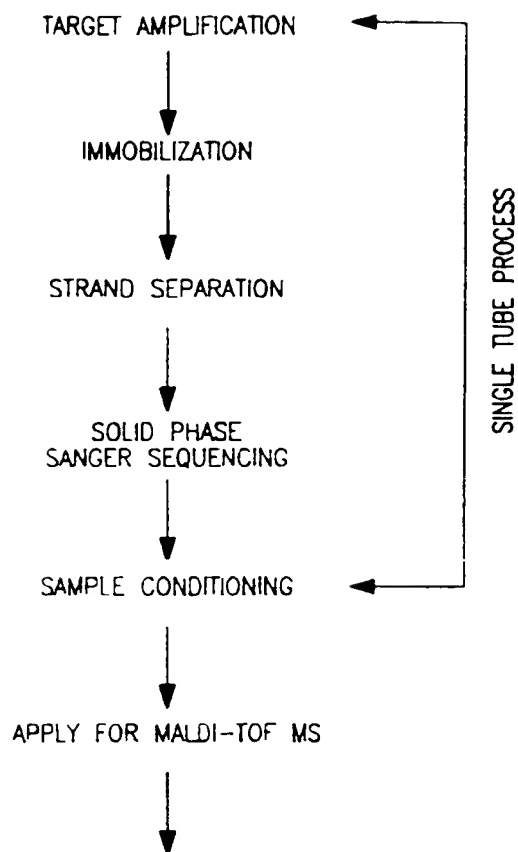 TARGET AMPLIFICATION
IMMOBILIZATION
STRAND SEPARATION
SOLID PHASE
SANGER SEQUENCING
SAMPLE CONDITIONING
APPLY FOR MALDI-TOF MS
SINGLE TUBE PROCESS